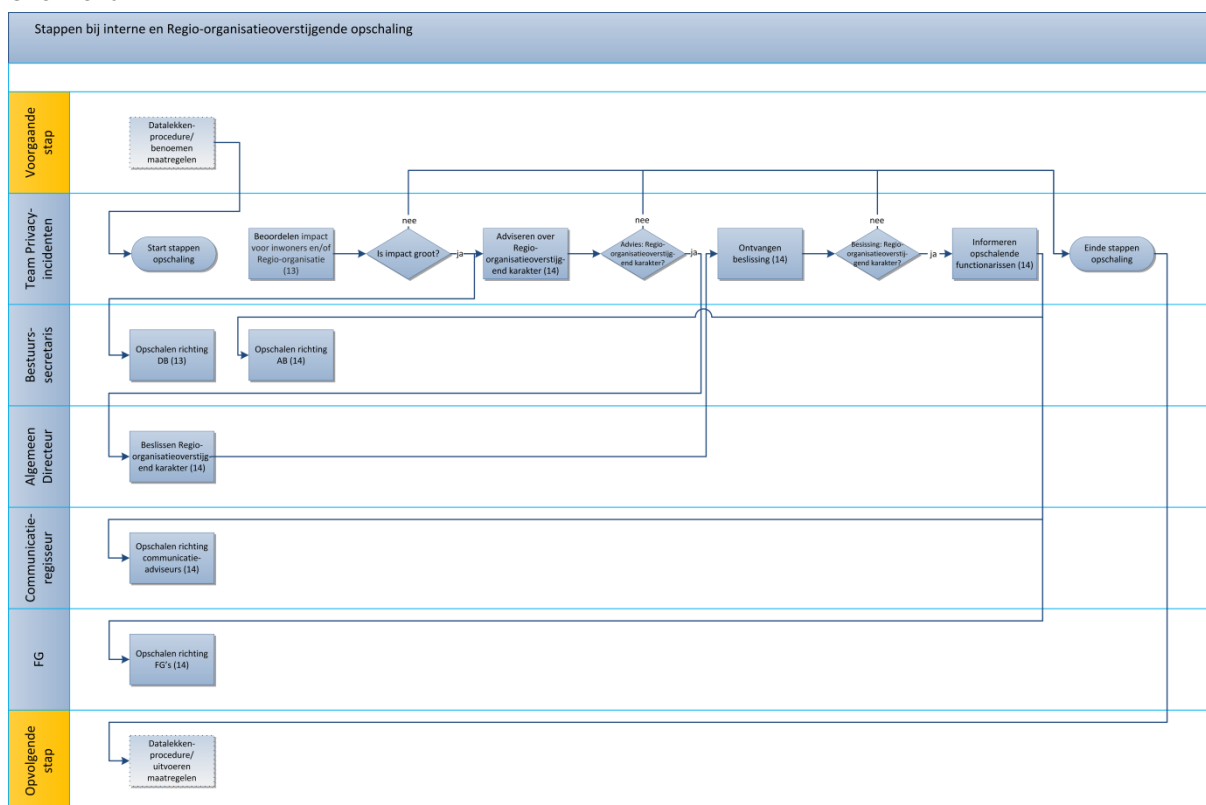 Stappen bij interne en Regio-organisatieoverstijgende opschaling
Voorgaande
stap
Datalekken-
procedure/
benoemen
maatregelen
Team Privacy-
incidenten
Start stappen
opschaling
Beoordelen impact
voor inwoners en/of
Regio-organisatie
(13)
nee
Is impact groot?
ja
Adviseren over
Regio-
organisatieoverstijg-
end karakter (14)
nee
Advies: Regio-
organisatieoverstijg-
end karakter?
ja
Ontvangen
beslissing (14)
nee
Besissing: Regio-
organisatieoverstij-
gend karakter?
ja
Informeren
opschalende
functionarissen (14)
Einde stappen
opschaling
Bestuurs-
secretaris
Opschalen richting
DB (13)
Opschalen richting
AB (14)
Algemeen
Directeur
Beslissen Regio-
organisatieoverstijg-
end karakter (14)
Communicatie-
regisseur
Opschalen richting
communicatie-
adviseurs (14)
FG
Opschalen richting
FG's (14)
Opvolgende
stap
Datalekken-
procedure/
uitvoeren
maatregelen